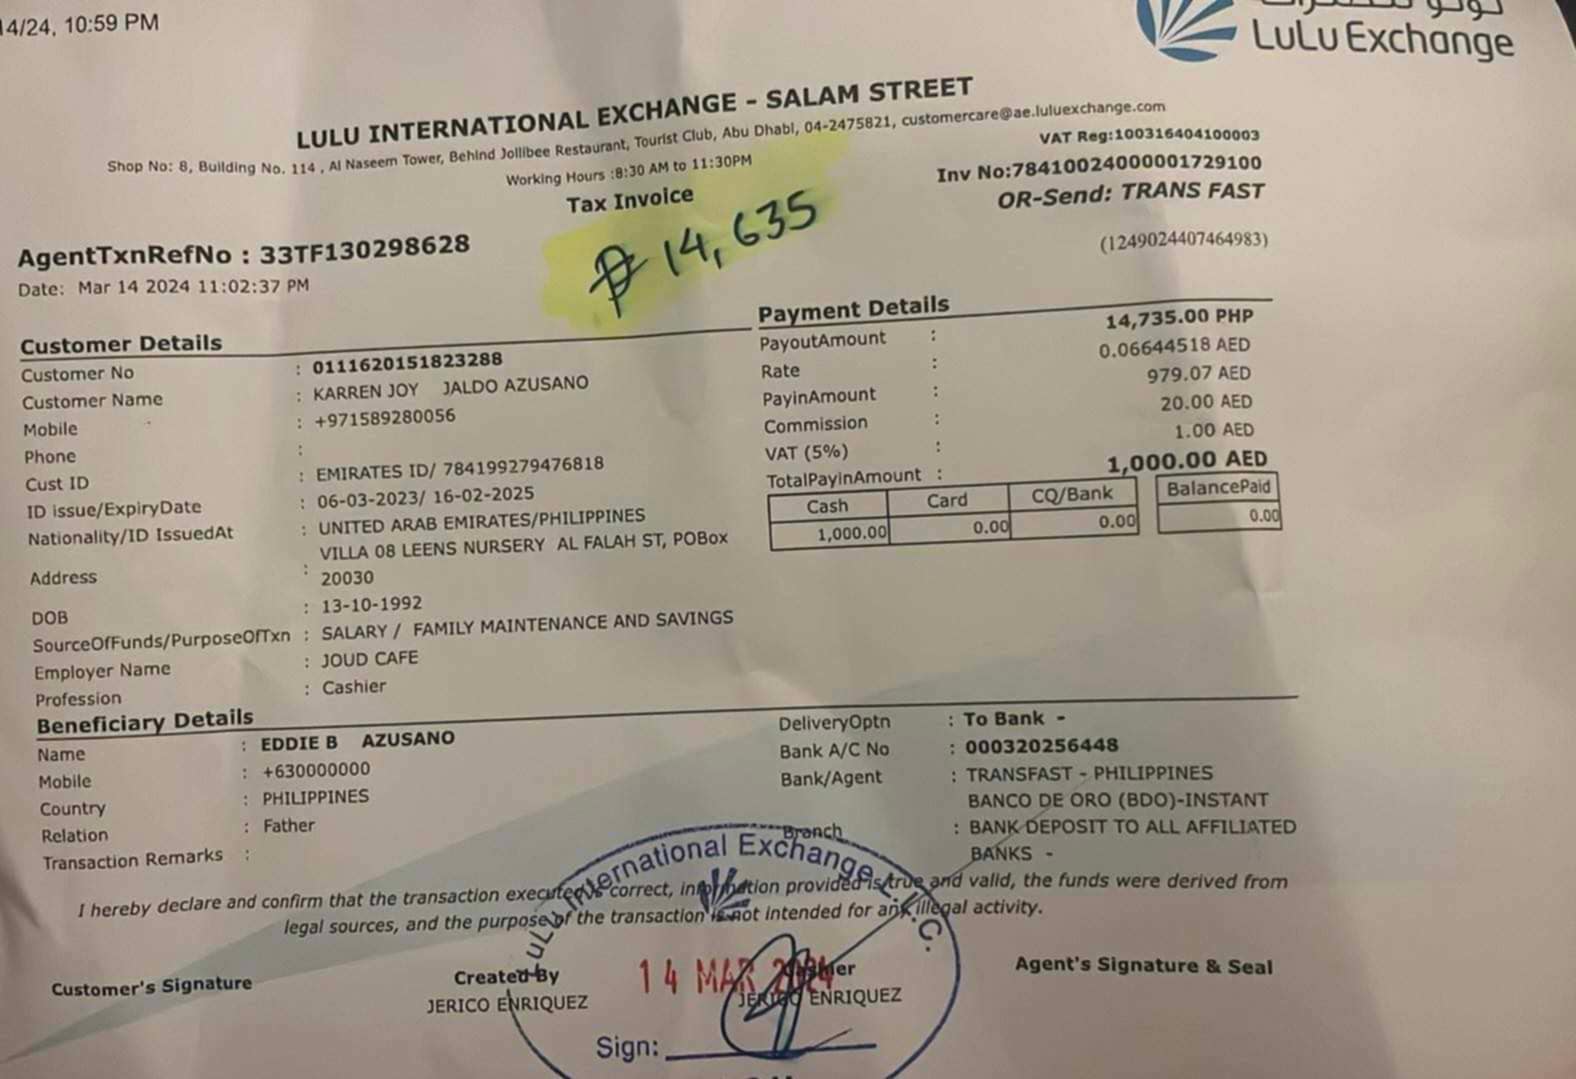 14/24, 10:59 PM
LuLu Exchange
LULU INTERNATIONAL EXCHANGE - SALAM STREET
Shop No: 8, Building No. 114 , Al Naseem Tower, Behind Jollibee Restaurant, Tourist Club, Abu Dhabi, 04-2475821, customercare@ae.luluexchange.com
Working Hours :8:30 AM to 11:30PM
VAT Reg:100316404100003
Tax Invoice
Inv No:78410024000001729100
OR-Send: TRANS FAST
₱ 14,635
AgentTxnRefNo : 33TF130298628
(1249024407464983)
Date: Mar 14 2024 11:02:37 PM
Customer Details
Customer No : 0111620151823288
Customer Name : KARREN JOY JALDO AZUSANO
Mobile : +971589280056
Phone :
Cust ID : EMIRATES ID/ 784199279476818
ID issue/ExpiryDate : 06-03-2023/ 16-02-2025
Nationality/ID IssuedAt : UNITED ARAB EMIRATES/PHILIPPINES
Address : VILLA 08 LEENS NURSERY AL FALAH ST, POBox
20030
DOB : 13-10-1992
SourceOfFunds/PurposeOfTxn : SALARY / FAMILY MAINTENANCE AND SAVINGS
Employer Name : JOUD CAFE
Profession : Cashier
Payment Details
PayoutAmount : 14,735.00 PHP
Rate : 0.06644518 AED
PayinAmount : 979.07 AED
Commission : 20.00 AED
VAT (5%) : 1.00 AED
TotalPayinAmount : 1,000.00 AED
Cash Card CQ/Bank BalancePaid
1,000.00 0.00 0.00 0.00
Beneficiary Details
Name : EDDIE B AZUSANO
Mobile : +630000000
Country : PHILIPPINES
Relation : Father
Transaction Remarks :
DeliveryOptn : To Bank -
Bank A/C No : 000320256448
Bank/Agent : TRANSFAST - PHILIPPINES
BANCO DE ORO (BDO)-INSTANT
Branch : BANK DEPOSIT TO ALL AFFILIATED
BANKS -
I hereby declare and confirm that the transaction executed is correct, information provided is true and valid, the funds were derived from
legal sources, and the purpose of the transaction is not intended for any illegal activity.
LuLu International Exchange L.L.C.
Customer's Signature
Created By
JERICO ENRIQUEZ
14 MAR 2024
Cashier
JERICO ENRIQUEZ
Agent's Signature & Seal
Sign: